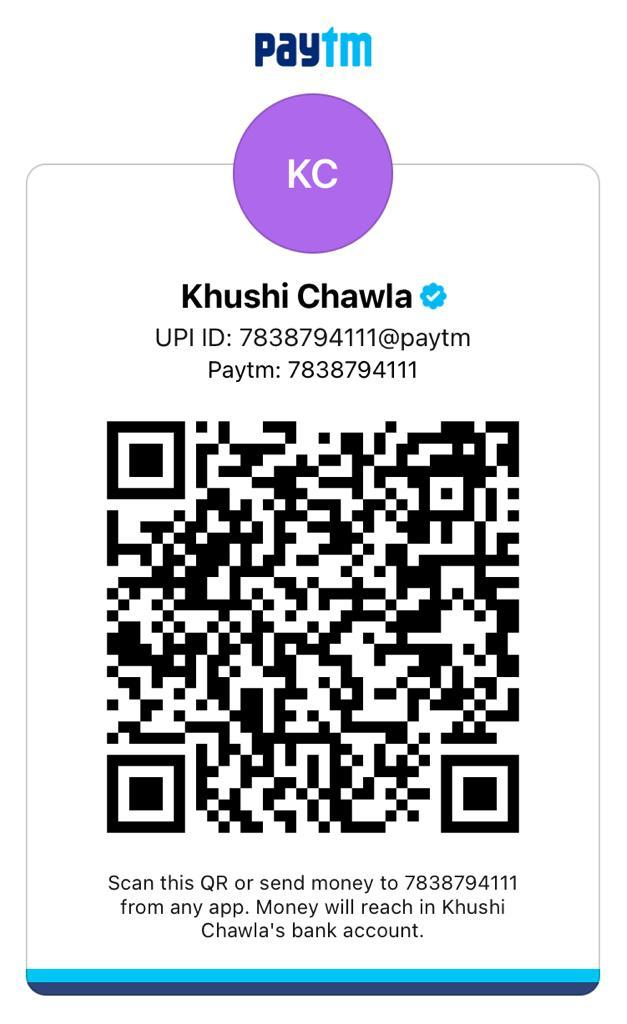 paytm
KC
Khushi Chawla
UPI ID: 7838794111@paytm
Paytm: 7838794111
Scan this QR or send money to 7838794111
from any app. Money will reach in Khushi
Chawla's bank account.